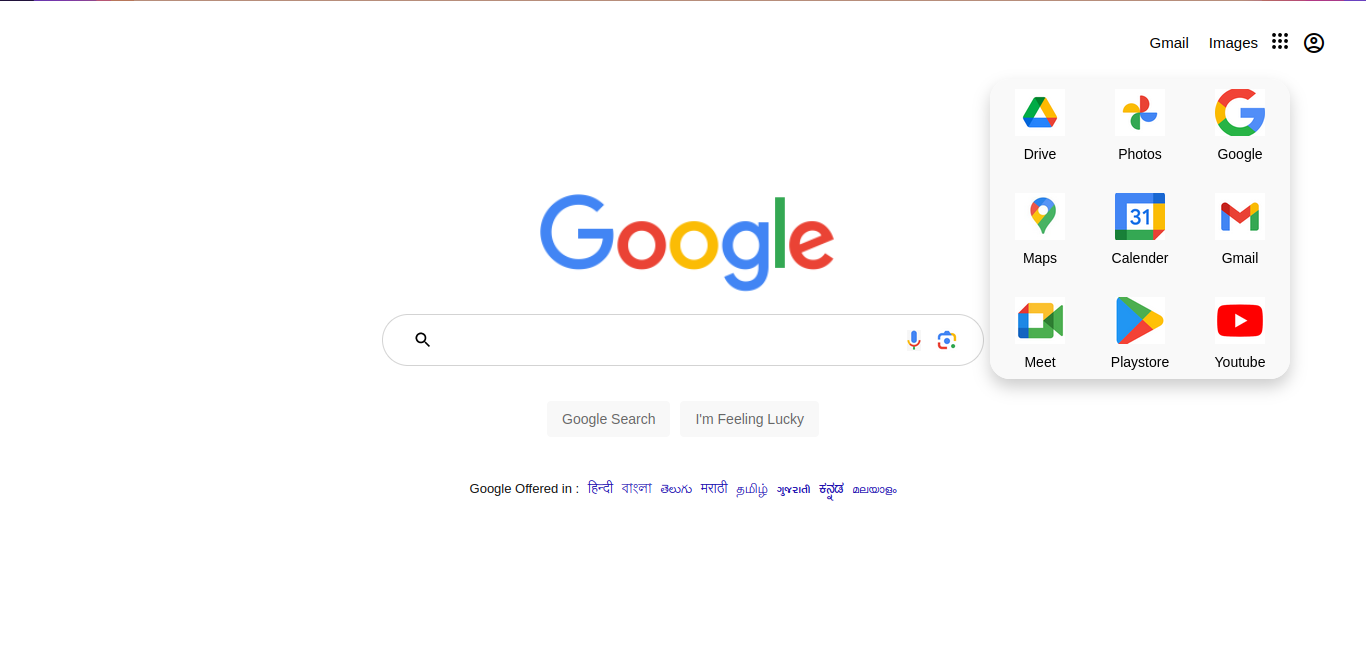 Gmail Images
Drive Photos Google
Google
Maps 31 Calender Gmail
Meet Playstore Youtube
Google Search I'm Feeling Lucky
Google Offered in : हिन्दी বাংলা తెలుగు मराठी தமிழ் ગુજરાતી ಕನ್ನಡ മലയാളം